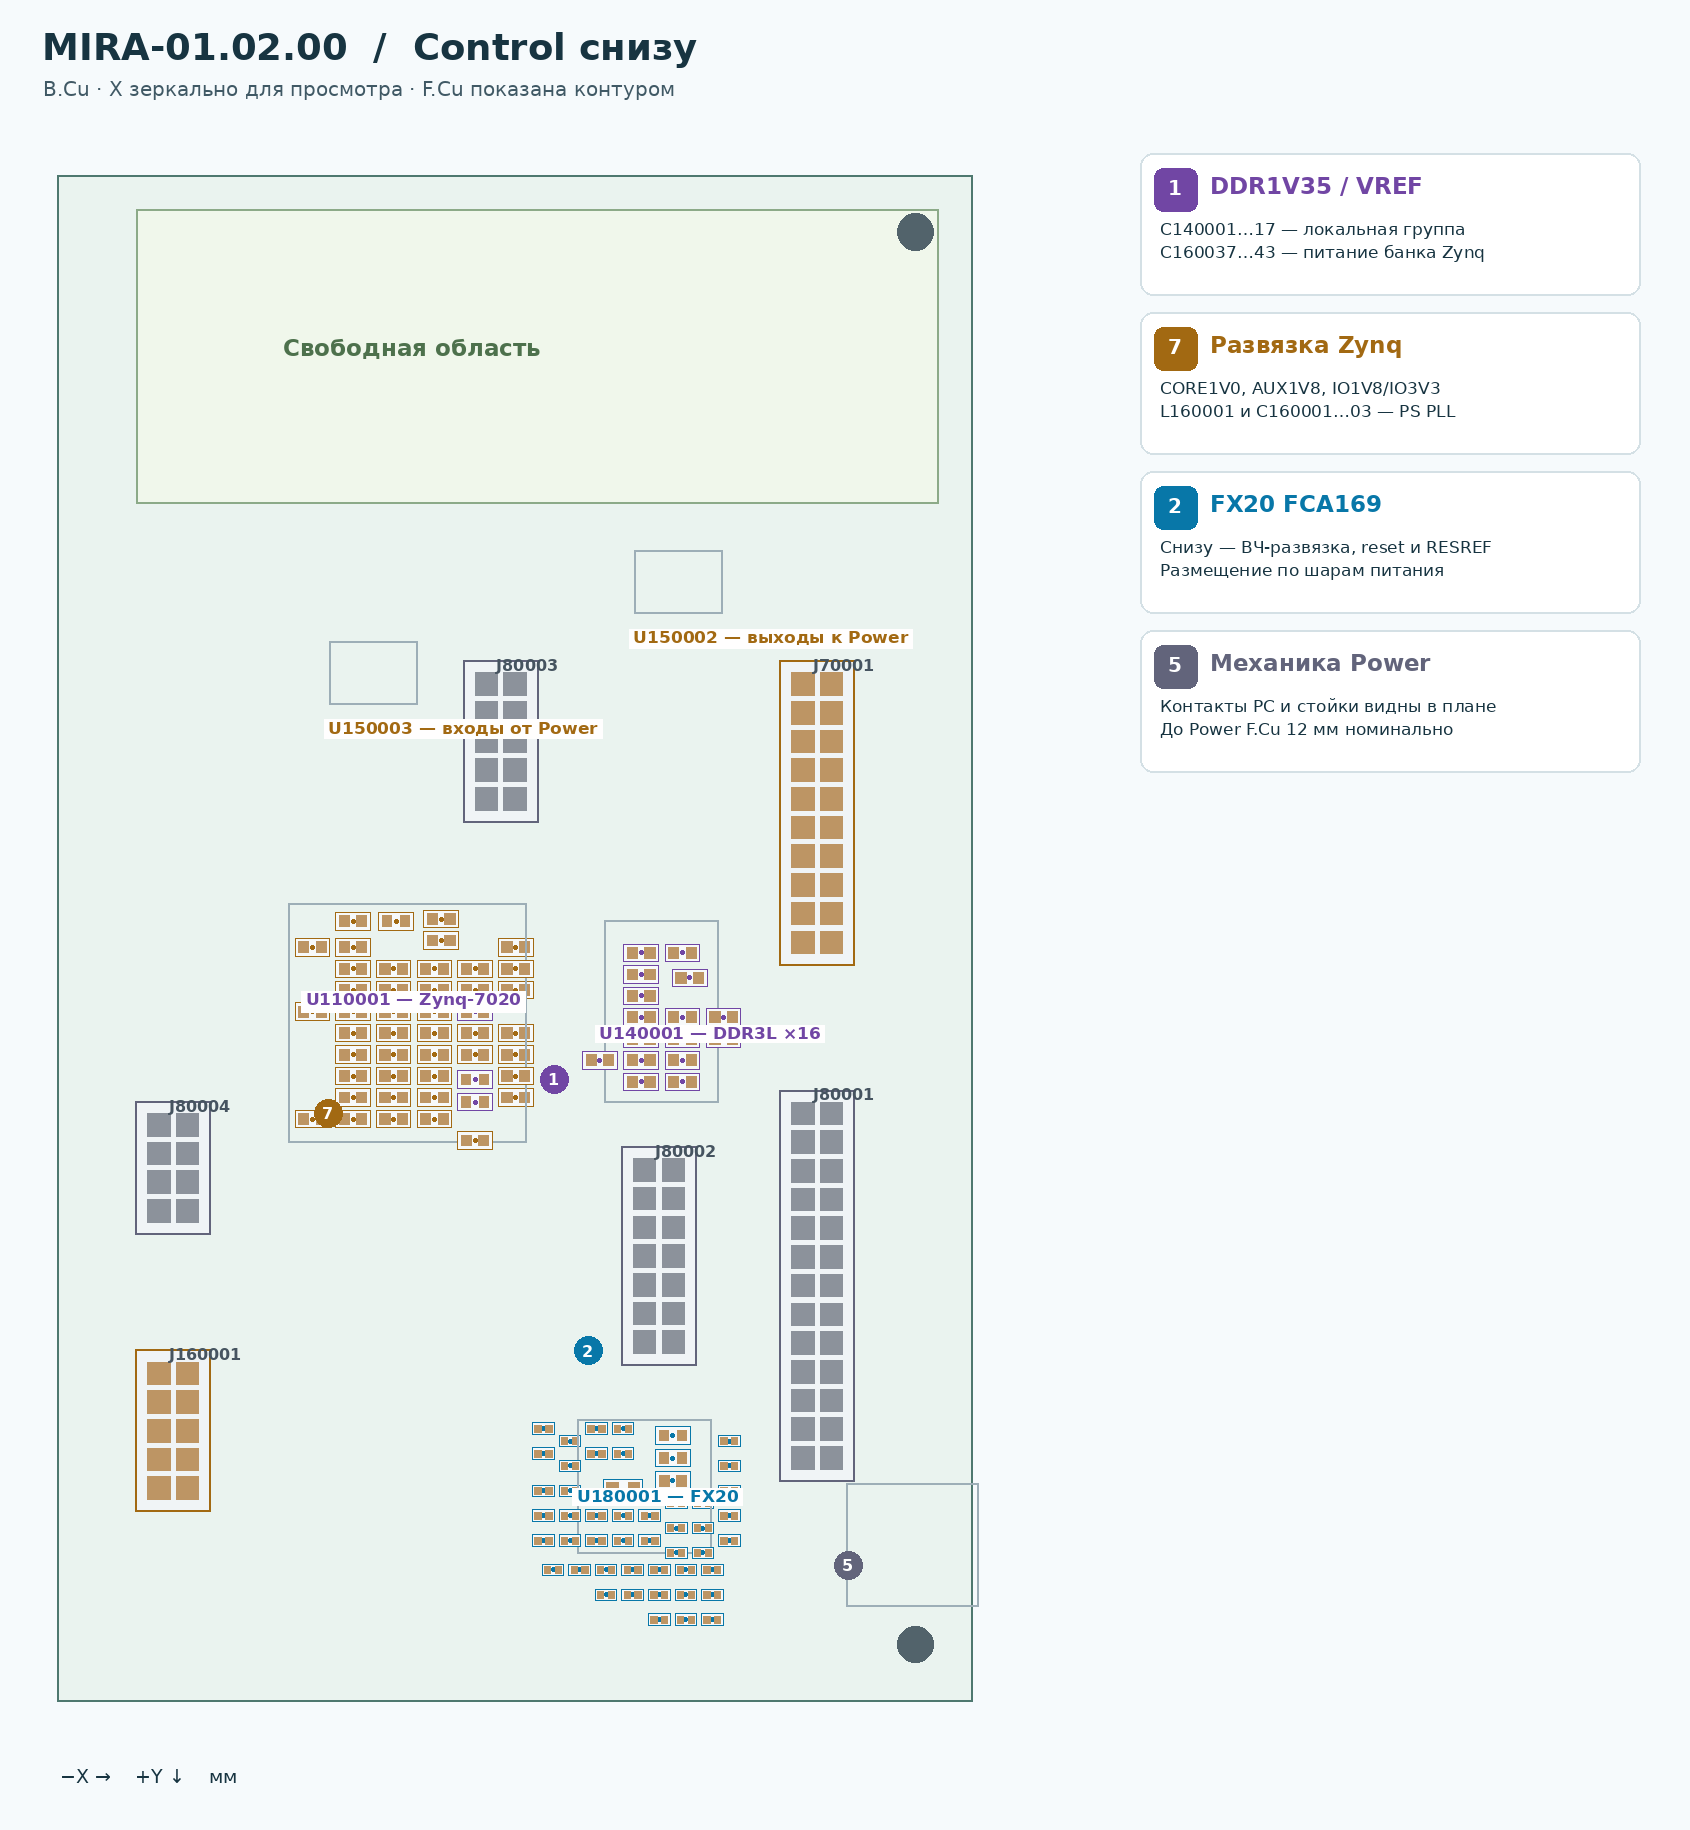 MIRA-01.02.00 / Control снизу
B.Cu · X зеркально для просмотра · F.Cu показана контуром
1
DDR1V35 / VREF
C140001…17 — локальная группа
C160037…43 — питание банка Zynq
7
Развязка Zynq
CORE1V0, AUX1V8, IO1V8/IO3V3
L160001 и C160001…03 — PS PLL
2
FX20 FCA169
Снизу — ВЧ-развязка, reset и RESREF
Размещение по шарам питания
5
Механика Power
Контакты PC и стойки видны в плане
До Power F.Cu 12 мм номинально
Свободная область
U150002 — выходы к Power
J80003
J70001
U150003 — входы от Power
U110001 — Zynq-7020
U140001 — DDR3L ×16
1
J80001
J80004
7
J80002
2
J160001
U180001 — FX20
5
−X → +Y ↓ мм